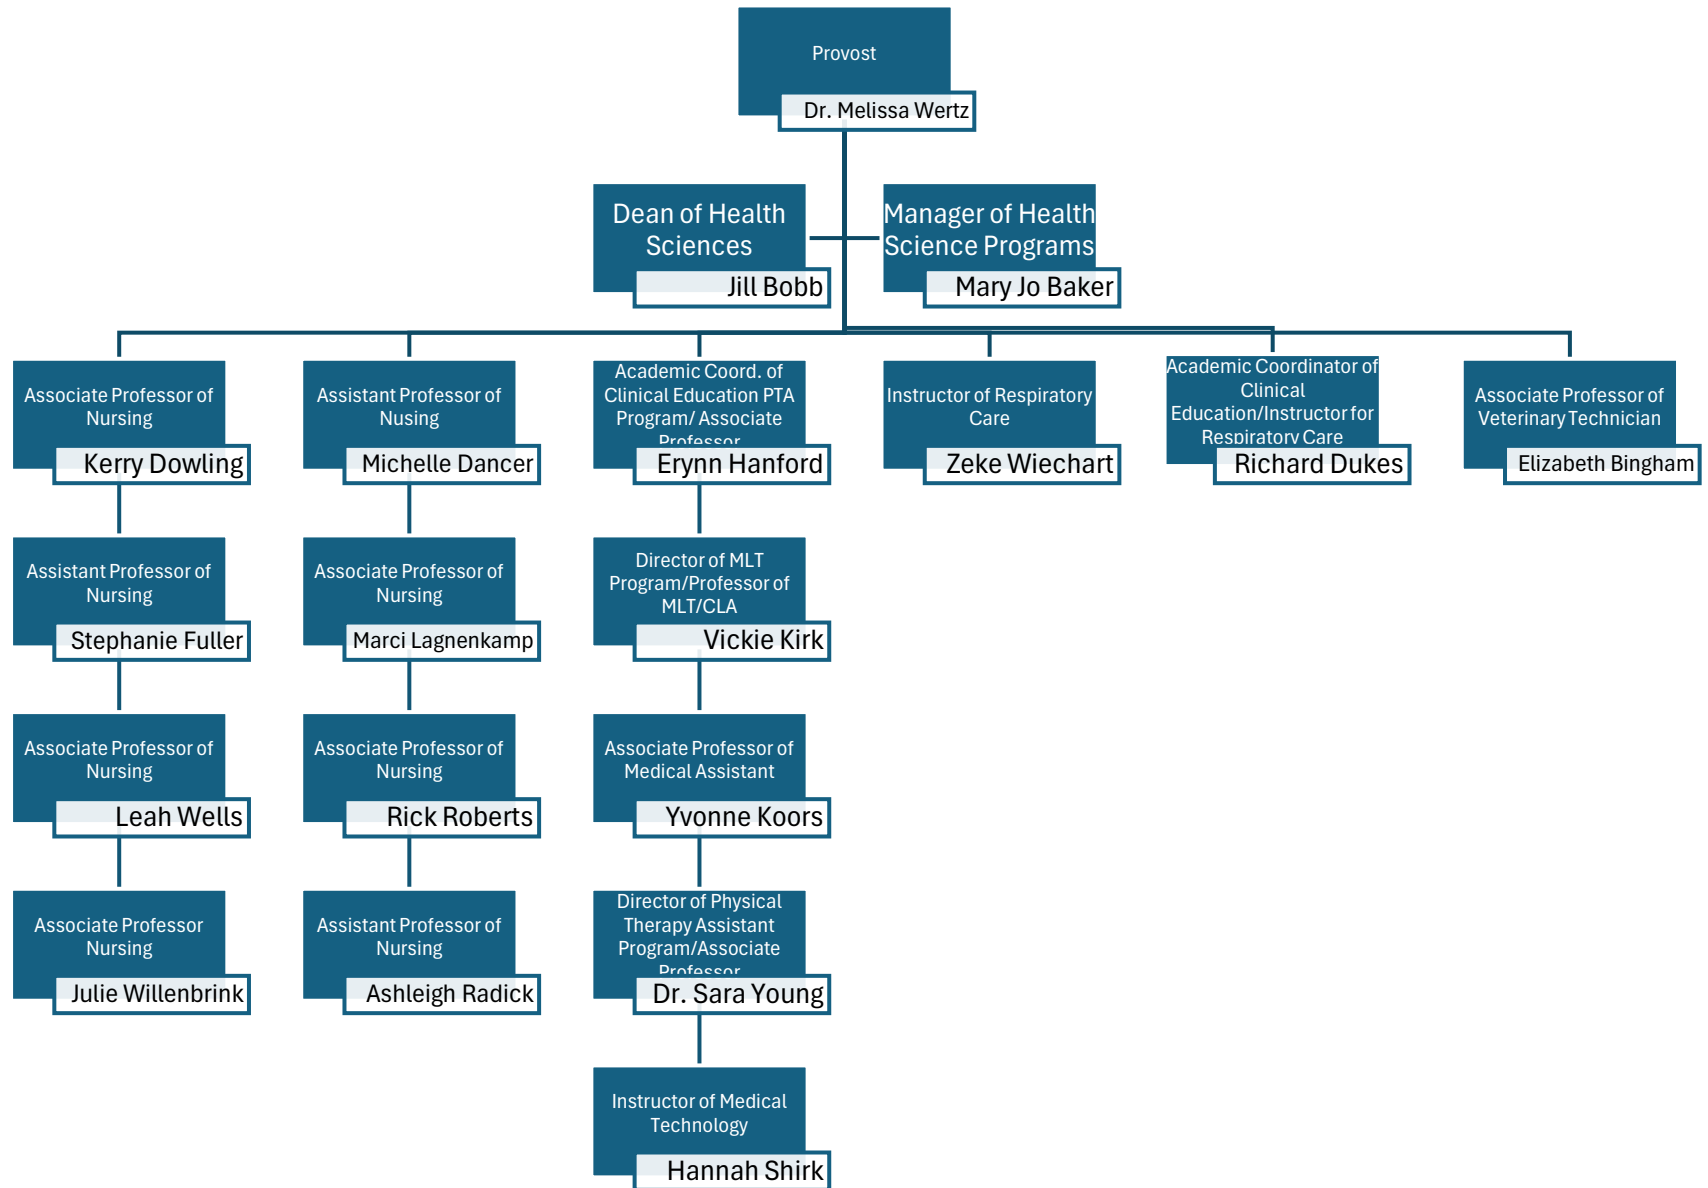 Provost
Dr. Melissa Wertz
Dean of Health
Sciences
Jill Bobb
Manager of Health
Science Programs
Mary Jo Baker
Associate Professor of
Nursing
Kerry Dowling
Assistant Professor of
Nusing
Michelle Dancer
Academic Coord. of
Clinical Education PTA
Program/ Associate
Professor
Erynn Hanford
Instructor of Respiratory
Care
Zeke Wiechart
Academic Coordinator of
Clinical
Education/Instructor for
Respiratory Care
Richard Dukes
Associate Professor of
Veterinary Technician
Elizabeth Bingham
Assistant Professor of
Nursing
Stephanie Fuller
Associate Professor of
Nursing
Marci Lagnenkamp
Director of MLT
Program/Professor of
MLT/CLA
Vickie Kirk
Associate Professor of
Nursing
Leah Wells
Associate Professor of
Nursing
Rick Roberts
Associate Professor of
Medical Assistant
Yvonne Koors
Associate Professor
Nursing
Julie Willenbrink
Assistant Professor of
Nursing
Ashleigh Radick
Director of Physical
Therapy Assistant
Program/Associate
Professor
Dr. Sara Young
Instructor of Medical
Technology
Hannah Shirk